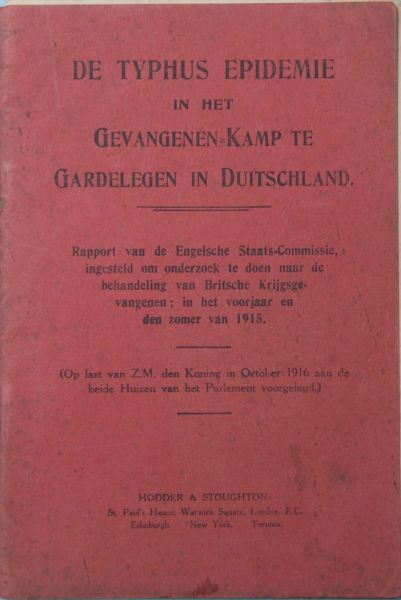 DE TYPHUS EPIDEMIE
IN HET
GEVANGENEN-KAMP TE
GARDELEGEN IN DUITSCHLAND.
Rapport van de Engelsche Staats-Commissie,
ingesteld om onderzoek te doen naar de
behandeling van Britsche Krijgsge-
vangenen; in het voorjaar en
den zomer van 1915.
(Op last van Z.M. den Koning in October 1916 aan de
beide Huizen van het Parlement voorgelegd.)
HODDER & STOUGHTON
St. Paul's House, Warwick Square, London, E.C.
Edinburgh New York. Toronto.